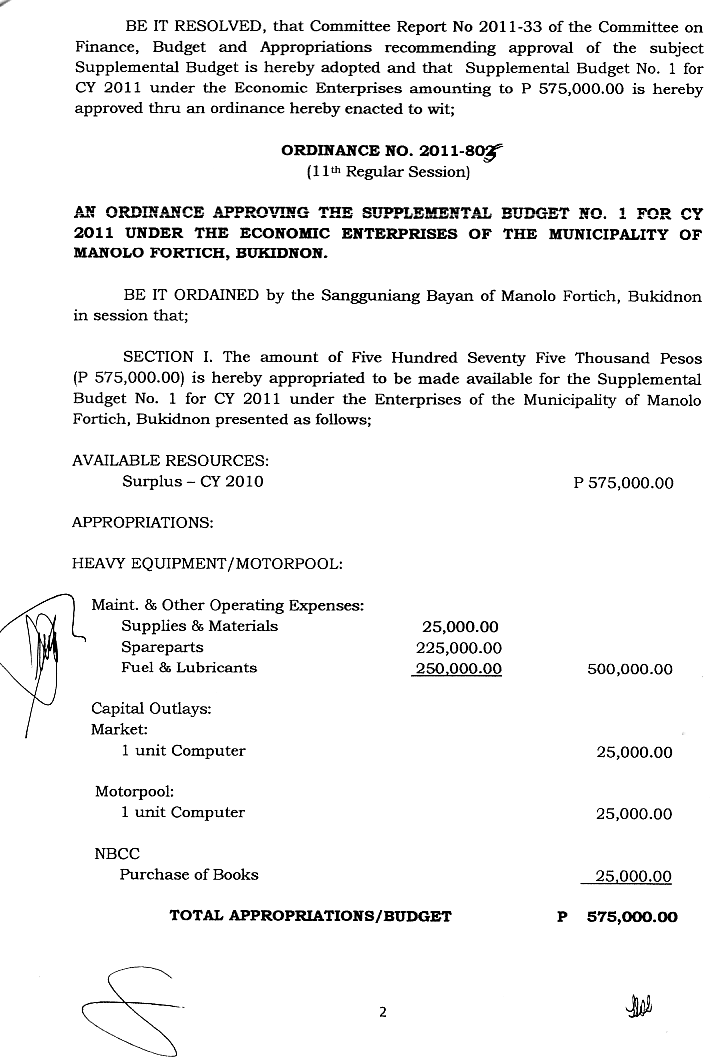 BE IT RESOLVED, that Committee Report No 2011-33 of the Committee on
Finance, Budget and Appropriations recommending approval of the subject
Supplemental Budget is hereby adopted and that Supplemental Budget No. 1 for
CY 2011 under the Economic Enterprises amounting to P 575,000.00 is hereby
approved thru an ordinance hereby enacted to wit;
ORDINANCE NO. 2011-805
(11th Regular Session)
AN ORDINANCE APPROVING THE SUPPLEMENTAL BUDGET NO. 1 FOR CY
2011 UNDER THE ECONOMIC ENTERPRISES OF THE MUNICIPALITY OF
MANOLO FORTICH, BUKIDNON.
BE IT ORDAINED by the Sangguniang Bayan of Manolo Fortich, Bukidnon
in session that;
SECTION I. The amount of Five Hundred Seventy Five Thousand Pesos
(P 575,000.00) is hereby appropriated to be made available for the Supplemental
Budget No. 1 for CY 2011 under the Enterprises of the Municipality of Manolo
Fortich, Bukidnon presented as follows;
AVAILABLE RESOURCES:
Surplus – CY 2010 P 575,000.00
APPROPRIATIONS:
HEAVY EQUIPMENT/MOTORPOOL:
Maint. & Other Operating Expenses:
Supplies & Materials 25,000.00
Spareparts 225,000.00
Fuel & Lubricants 250,000.00 500,000.00
Capital Outlays:
Market:
1 unit Computer 25,000.00
Motorpool:
1 unit Computer 25,000.00
NBCC
Purchase of Books 25,000.00
TOTAL APPROPRIATIONS/BUDGET P 575,000.00
2